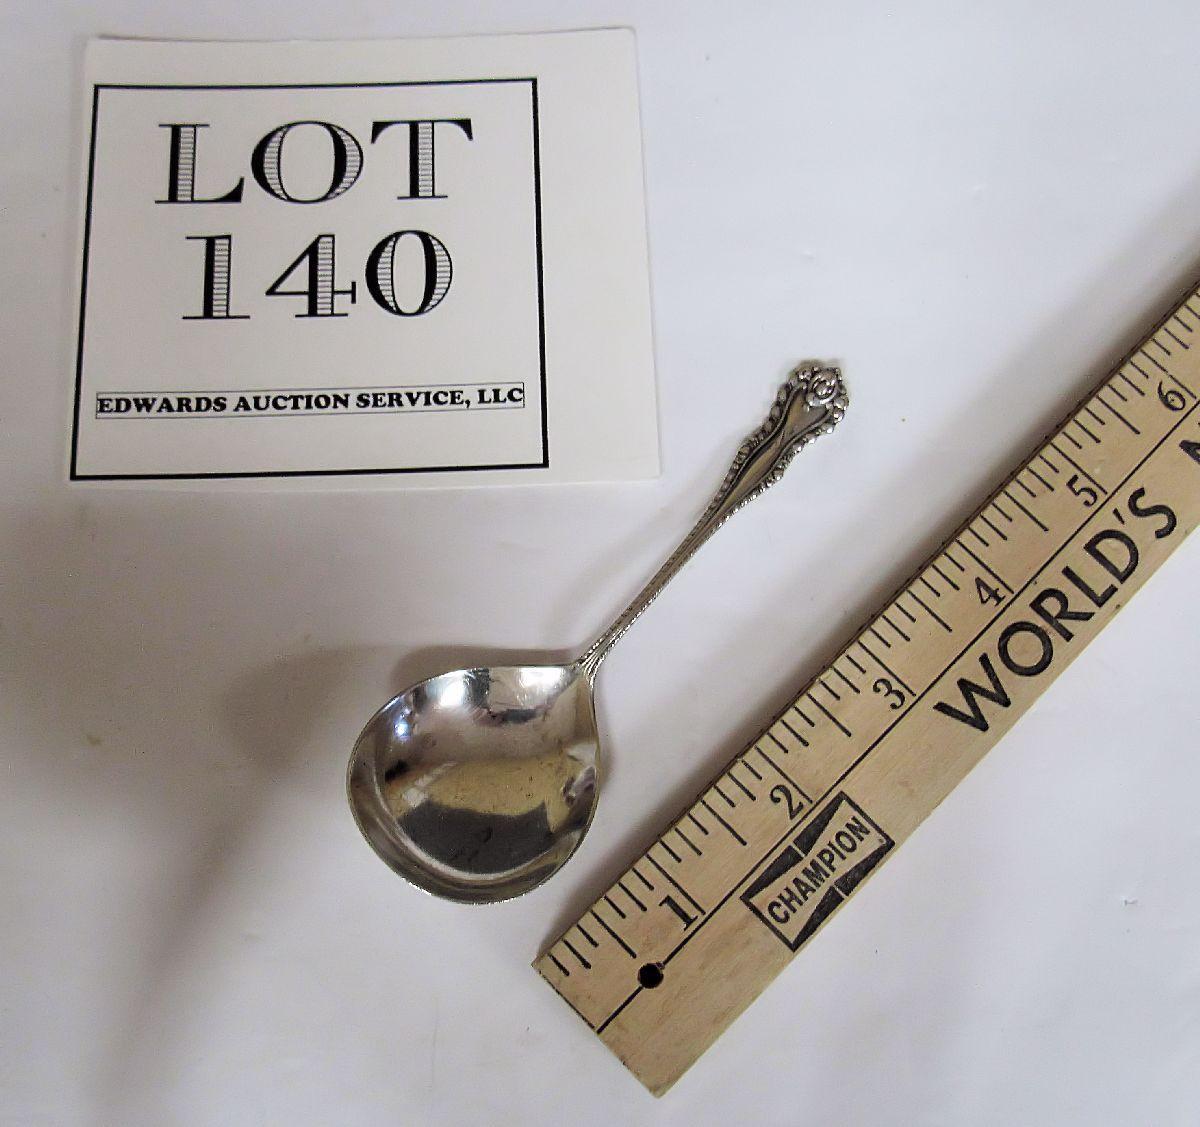 LOT
140
EDWARDS AUCTION SERVICE, LLC
1 2 3 4 5 6
CHAMPION
WORLD'S